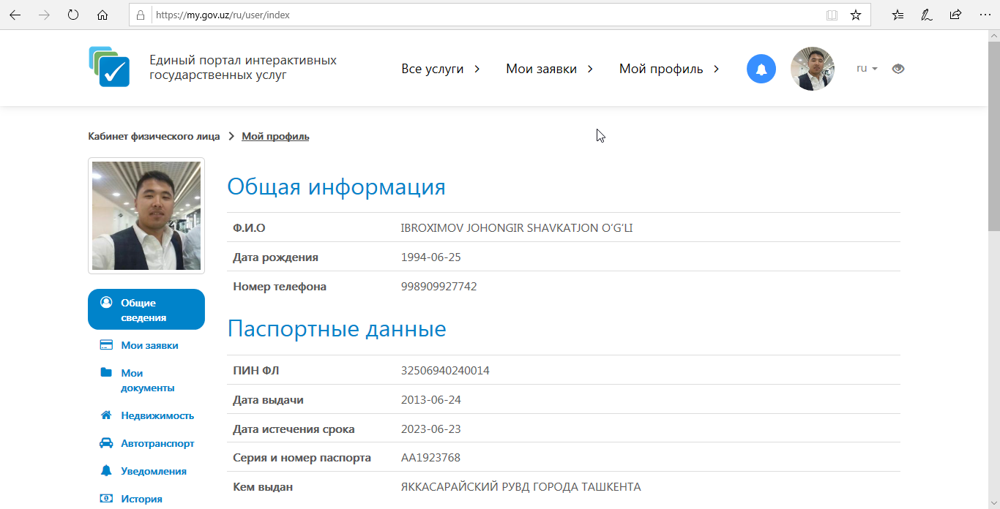 https://my.gov.uz/ru/user/index
Единый портал интерактивных
государственных услуг
Все услуги
Мои заявки
Мой профиль
ru
Кабинет физического лица
Мой профиль
Общие
сведения
Мои заявки
Мои
документы
Недвижимость
Автотранспорт
Уведомления
История
Общая информация
Ф.И.О IBROXIMOV JOHONGIR SHAVKATJON O‘G‘LI
Дата рождения 1994-06-25
Номер телефона 998909927742
Паспортные данные
ПИН ФЛ 32506940240014
Дата выдачи 2013-06-24
Дата истечения срока 2023-06-23
Серия и номер паспорта AA1923768
Кем выдан ЯККАСАРАЙСКИЙ РУВД ГОРОДА ТАШКЕНТА